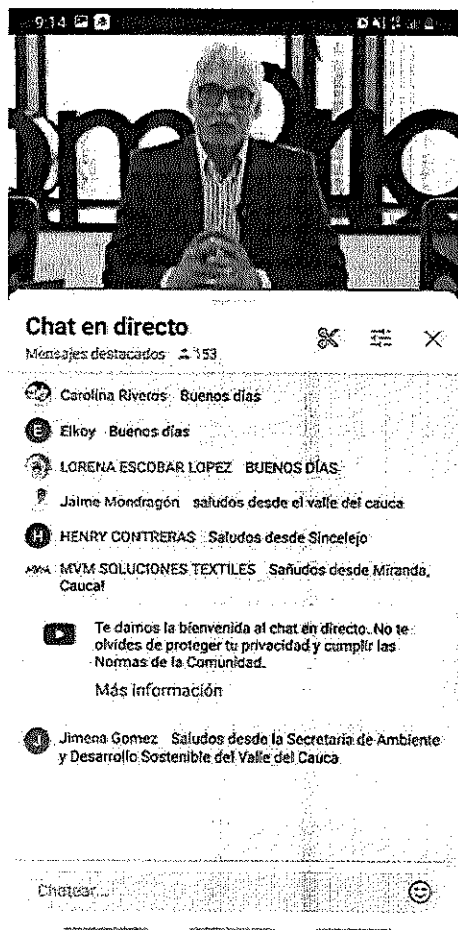 9:14
Chat en directo
Mensajes destacados 153
Carolina Riveros Buenos días
E Elkoy Buenos días
LORENA ESCOBAR LOPEZ BUENOS DÍAS
Jaime Mondragón saludos desde el valle del cauca
H HENRY CONTRERAS Saludos desde Sincelejo
MVM MVM SOLUCIONES TEXTILES Sañudos desde Miranda,
Cauca!
Te damos la bienvenida al chat en directo. No te
olvides de proteger tu privacidad y cumplir las
Normas de la Comunidad.
Más información
J Jimena Gomez Saludos desde la Secretaria de Ambiente
y Desarrollo Sostenible del Valle del Cauca
Chatear...